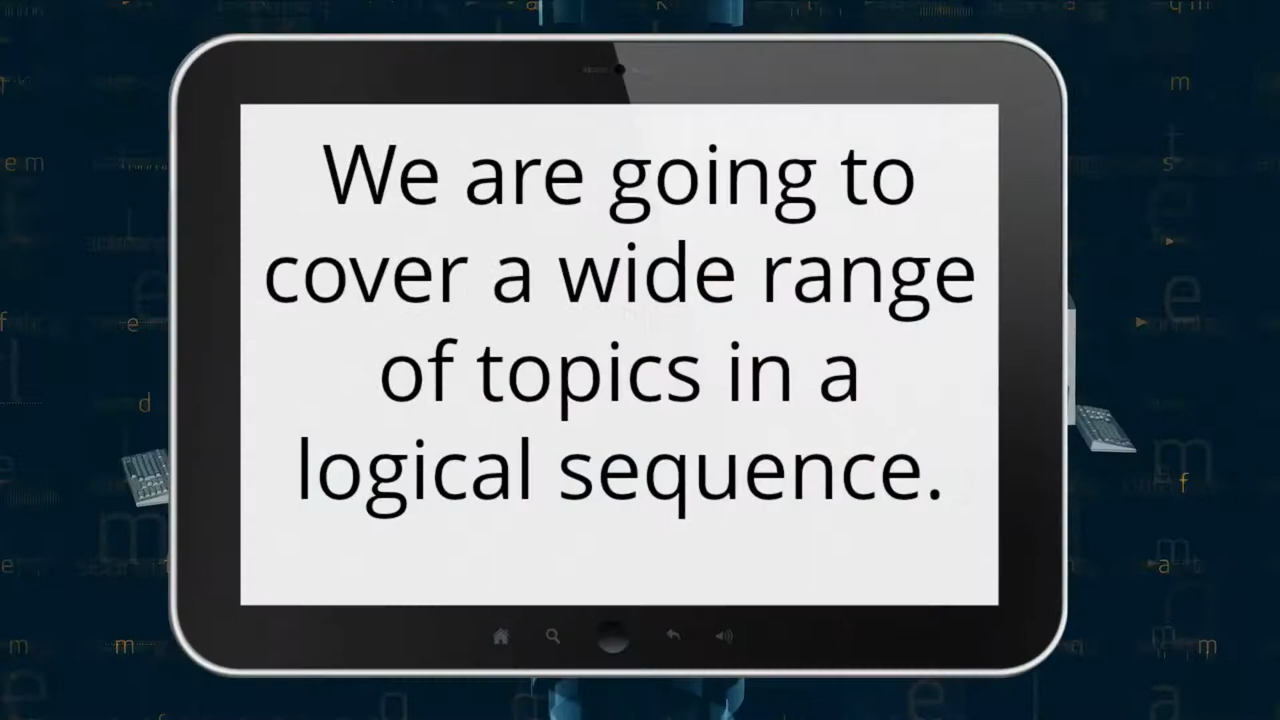 We are going to
cover a wide range
of topics in a
logical sequence.